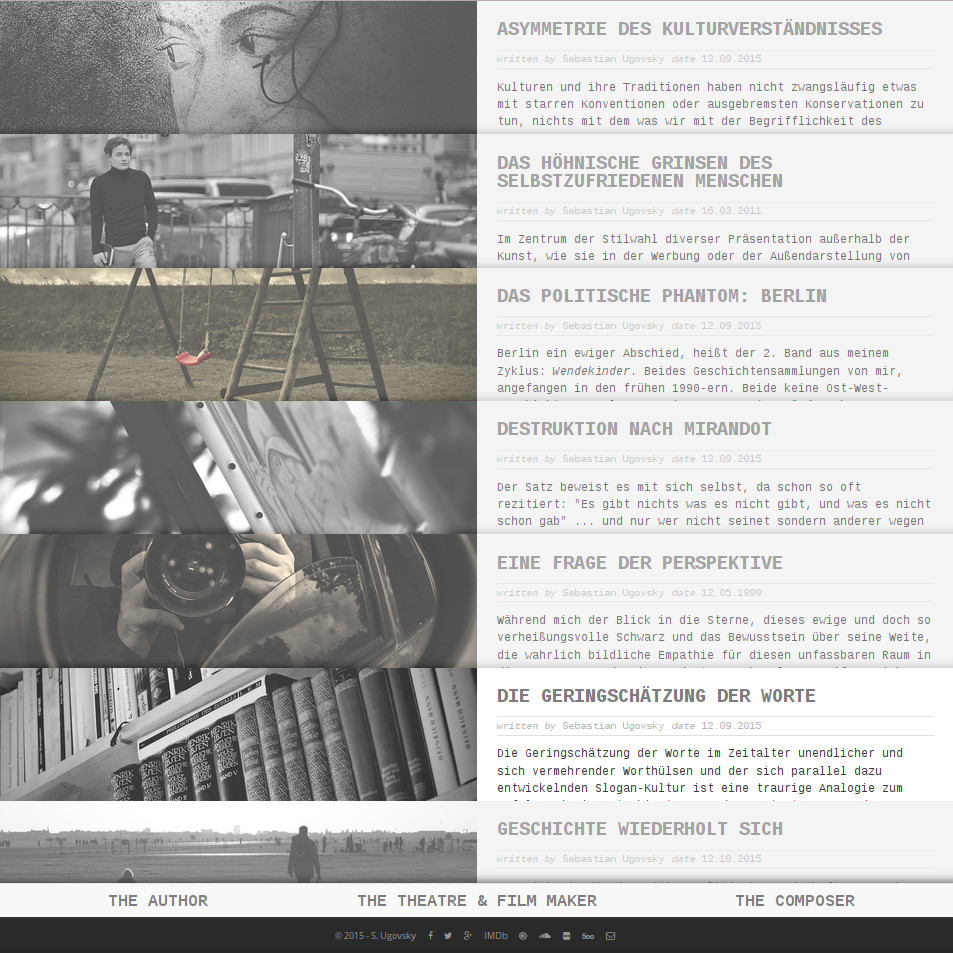 ASYMMETRIE DES KULTURVERSTÄNDNISSES
written by Sebastian Ugovsky date 12.09.2015
Kulturen und ihre Traditionen haben nicht zwangsläufig etwas
mit starren Konventionen oder ausgebremsten Konservationen zu
tun, nichts mit dem was wir mit der Begrifflichkeit des
DAS HÖHNISCHE GRINSEN DES
SELBSTZUFRIEDENEN MENSCHEN
written by Sebastian Ugovsky date 16.03.2011
Im Zentrum der Stilwahl diverser Präsentation außerhalb der
Kunst, wie sie in der Werbung oder der Außendarstellung von
DAS POLITISCHE PHANTOM: BERLIN
written by Sebastian Ugovsky date 12.09.2015
Berlin ein ewiger Abschied, heißt der 2. Band aus meinem
Zyklus: Wendekinder. Beides Geschichtensammlungen von mir,
angefangen in den frühen 1990-ern. Beide keine Ost-West-
DESTRUKTION NACH MIRANDOT
written by Sebastian Ugovsky date 12.09.2015
Der Satz beweist es mit sich selbst, da schon so oft
rezitiert: "Es gibt nichts was es nicht gibt, und was es nicht
schon gab" ... und nur wer nicht seinet sondern anderer wegen
EINE FRAGE DER PERSPEKTIVE
written by Sebastian Ugovsky date 12.05.1999
Während mich der Blick in die Sterne, dieses ewige und doch so
verheißungsvolle Schwarz und das Bewusstsein über seine Weite,
die wahrlich bildliche Empathie für diesen unfassbaren Raum in
HENRIK IBSEN
BAND II
BAND IV
BAND V
HEINRICH MANN
HEINRICH MANN
DIE GERINGSCHÄTZUNG DER WORTE
written by Sebastian Ugovsky date 12.09.2015
Die Geringschätzung der Worte im Zeitalter unendlicher und
sich vermehrender Worthülsen und der sich parallel dazu
entwickelnden Slogan-Kultur ist eine traurige Analogie zum
GESCHICHTE WIEDERHOLT SICH
written by Sebastian Ugovsky date 12.10.2015
THE AUTHOR
THE THEATRE & FILM MAKER
THE COMPOSER
© 2015 - S. Ugovsky IMDb 500